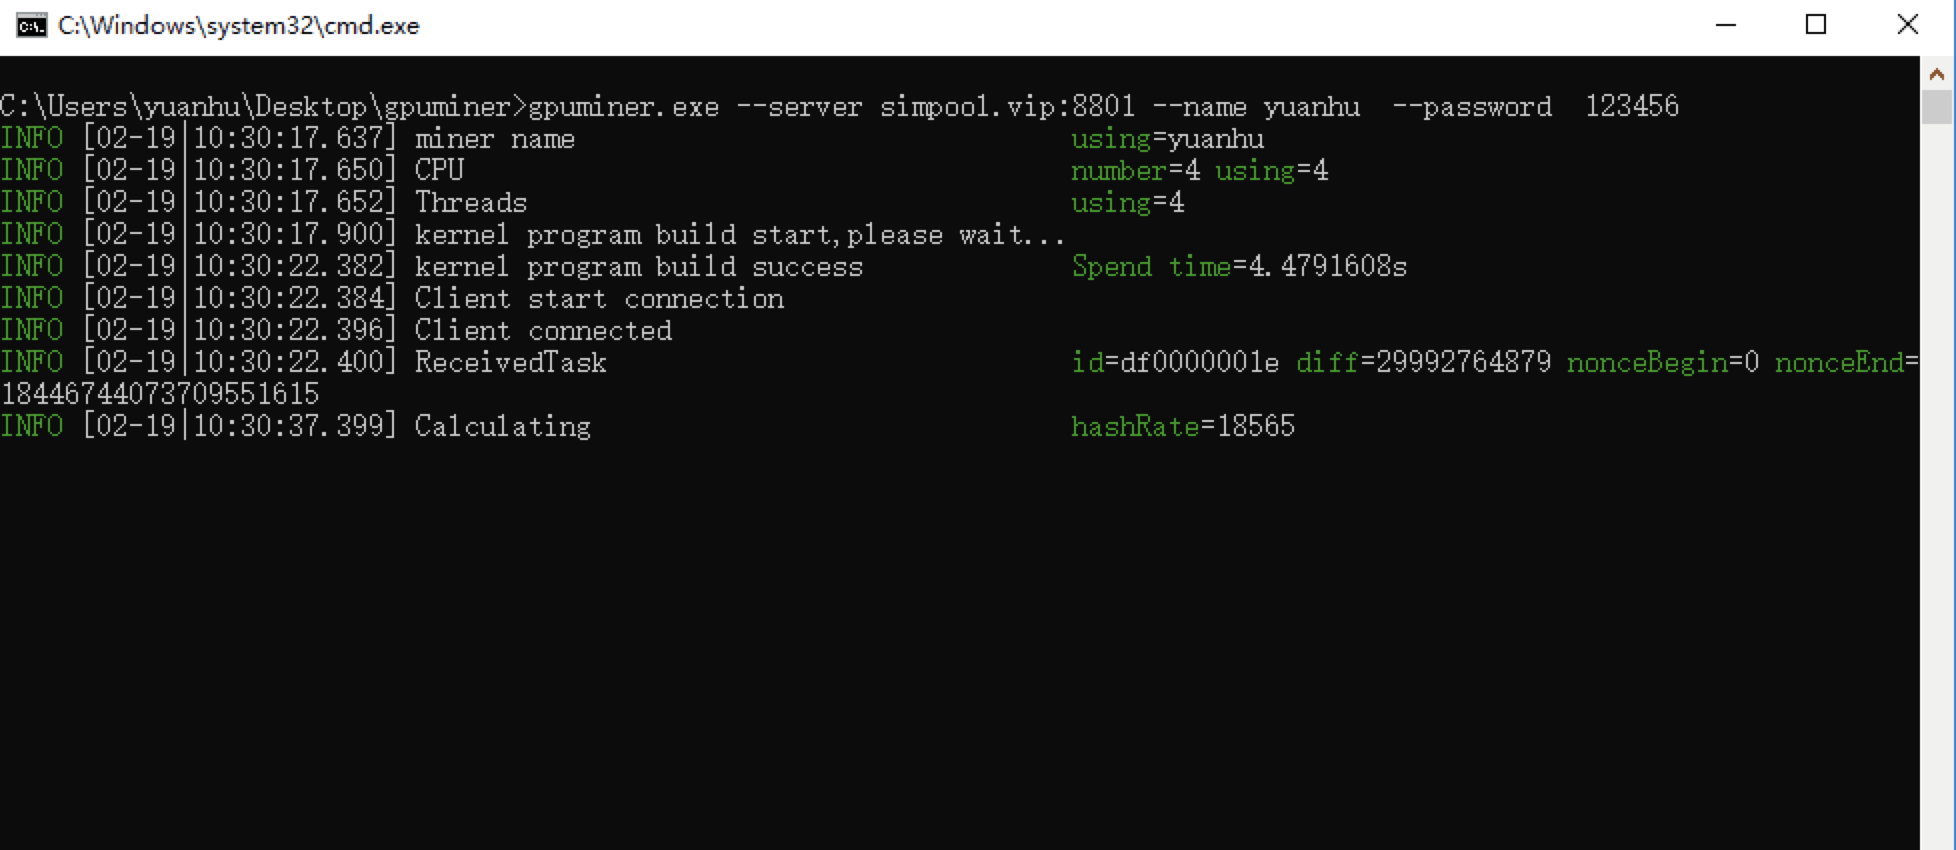 C:\Windows\system32\cmd.exe
C:\Users\yuanhu\Desktop\gpuminer>gpuminer.exe --server simpool.vip:8801 --name yuanhu  --password  123456
INFO [02-19|10:30:17.637] miner name                               using=yuanhu
INFO [02-19|10:30:17.650] CPU                                      number=4 using=4
INFO [02-19|10:30:17.652] Threads                                  using=4
INFO [02-19|10:30:17.900] kernel program build start,please wait...
INFO [02-19|10:30:22.382] kernel program build success             Spend time=4.4791608s
INFO [02-19|10:30:22.384] Client start connection
INFO [02-19|10:30:22.396] Client connected
INFO [02-19|10:30:22.400] ReceivedTask                             id=df0000001e diff=29992764879 nonceBegin=0 nonceEnd=
18446744073709551615
INFO [02-19|10:30:37.399] Calculating                              hashRate=18565